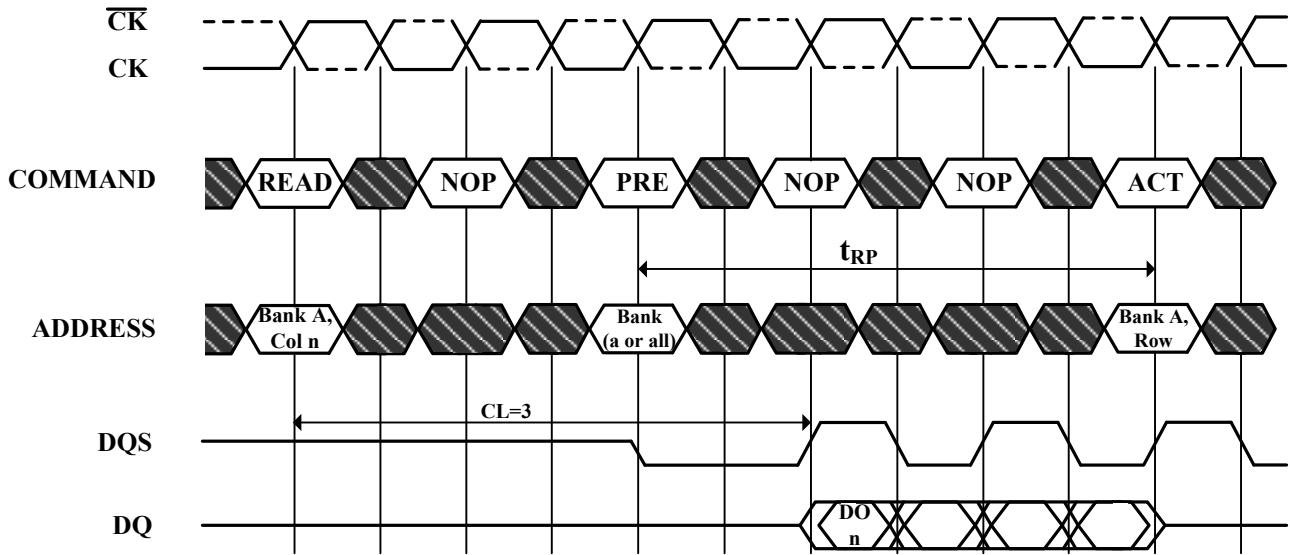 CK
CK
COMMAND
READ
NOP
PRE
NOP
NOP
ACT
tRP
ADDRESS
Bank A,
Col n
Bank
(a or all)
Bank A,
Row
CL=3
DQS
DQ
DO
n